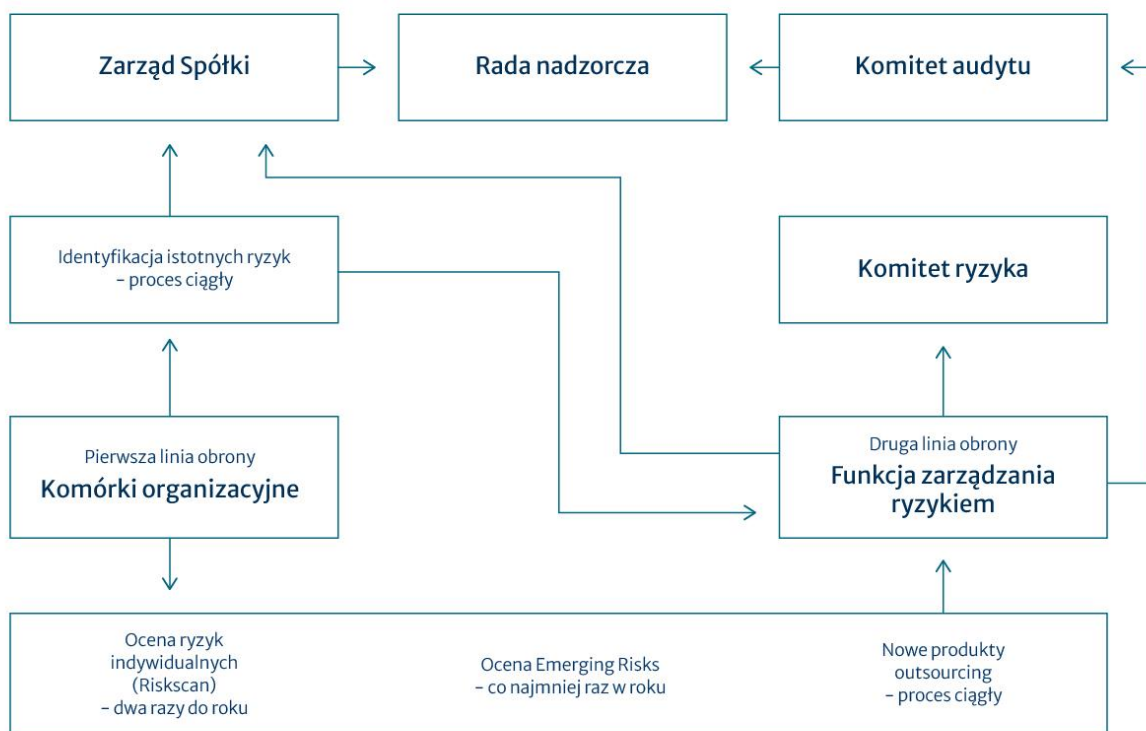 Zarząd Spółki
Rada nadzorcza
Komitet audytu
Identyfikacja istotnych ryzyk
- proces ciągły
Komitet ryzyka
Pierwsza linia obrony
Komórki organizacyjne
Druga linia obrony
Funkcja zarządzania
ryzykiem
Ocena ryzyk
indywidualnych
(Riskscan)
- dwa razy do roku
Ocena Emerging Risks
- co najmniej raz w roku
Nowe produkty
outsourcing
- proces ciągły